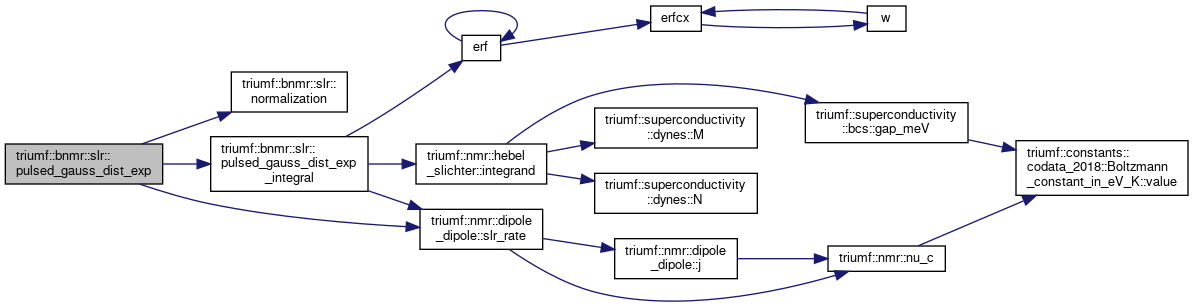 triumf::bnmr::slr::
pulsed_gauss_dist_exp
triumf::bnmr::slr::
normalization
triumf::bnmr::slr::
pulsed_gauss_dist_exp
_integral
erf
erfcx
w
triumf::nmr::hebel
_slichter::integrand
triumf::nmr::dipole
_dipole::slr_rate
triumf::superconductivity
::dynes::M
triumf::superconductivity
::dynes::N
triumf::nmr::dipole
_dipole::j
triumf::superconductivity
::bcs::gap_meV
triumf::nmr::nu_c
triumf::constants::
codata_2018::Boltzmann
_constant_in_eV_K::value